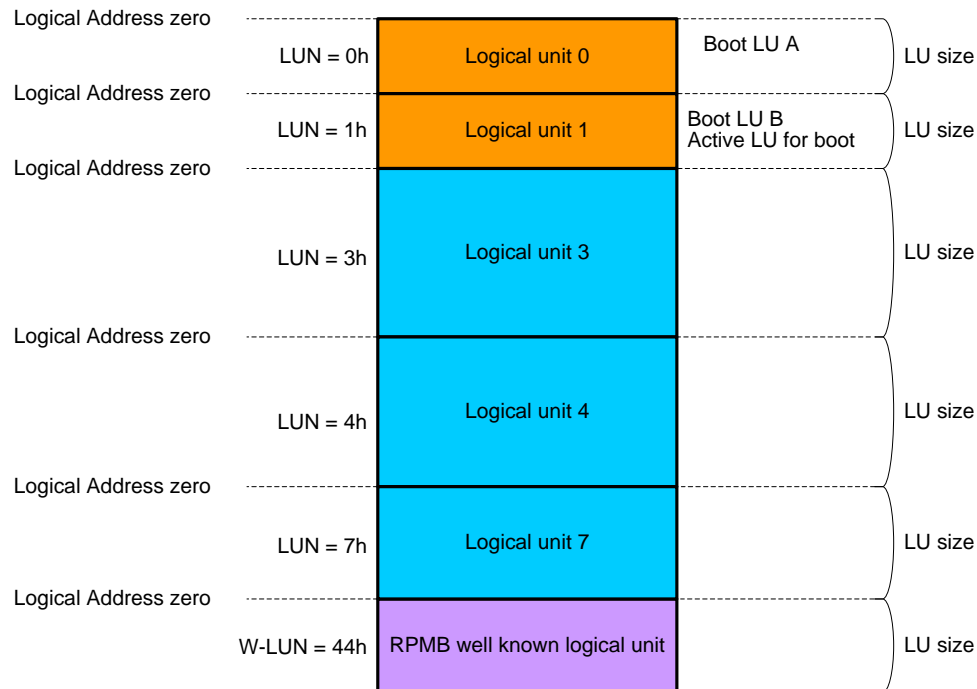 Logical Address zero
LUN = 0h
Logical unit 0
Boot LU A
LU size
Logical Address zero
LUN = 1h
Logical unit 1
Boot LU B
Active LU for boot
LU size
Logical Address zero
LUN = 3h
Logical unit 3
LU size
Logical Address zero
LUN = 4h
Logical unit 4
LU size
Logical Address zero
LUN = 7h
Logical unit 7
LU size
Logical Address zero
W-LUN = 44h
RPMB well known logical unit
LU size